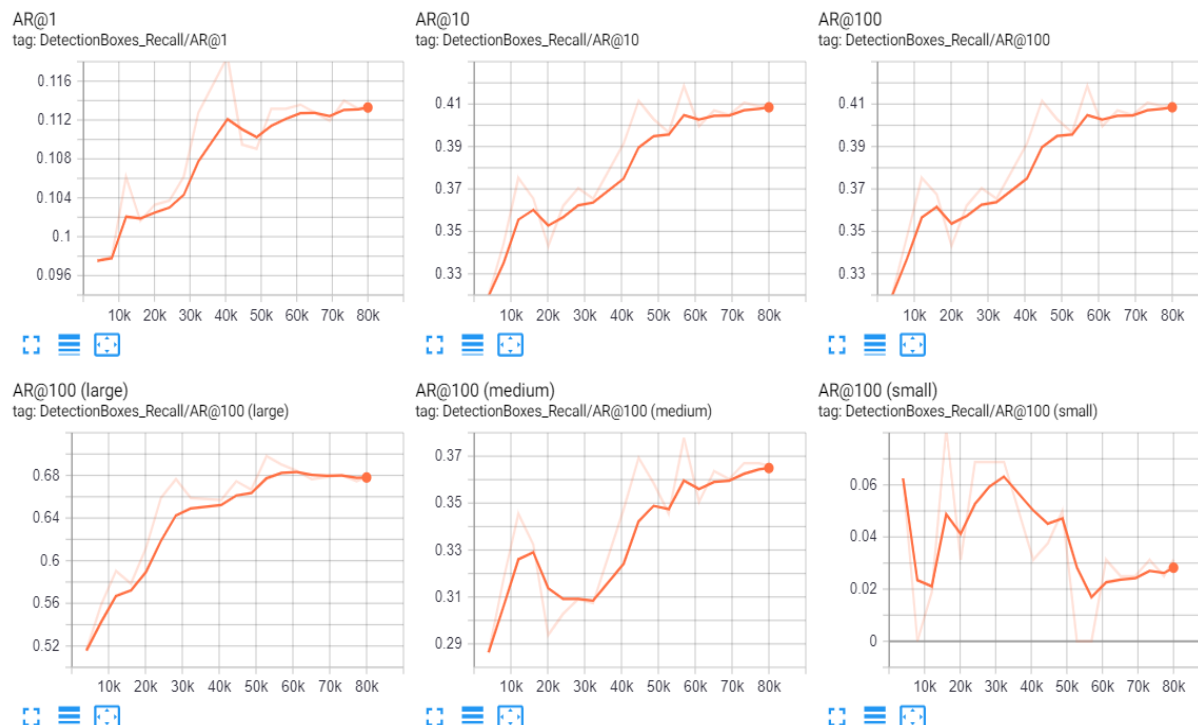 AR@1
tag: DetectionBoxes_Recall/AR@1
0.116
0.112
0.108
0.104
0.1
0.096
10k 20k 30k 40k 50k 60k 70k 80k
AR@10
tag: DetectionBoxes_Recall/AR@10
0.41
0.39
0.37
0.35
0.33
10k 20k 30k 40k 50k 60k 70k 80k
AR@100
tag: DetectionBoxes_Recall/AR@100
0.41
0.39
0.37
0.35
0.33
10k 20k 30k 40k 50k 60k 70k 80k
AR@100 (large)
tag: DetectionBoxes_Recall/AR@100 (large)
0.68
0.64
0.6
0.56
0.52
10k 20k 30k 40k 50k 60k 70k 80k
AR@100 (medium)
tag: DetectionBoxes_Recall/AR@100 (medium)
0.37
0.35
0.33
0.31
0.29
10k 20k 30k 40k 50k 60k 70k 80k
AR@100 (small)
tag: DetectionBoxes_Recall/AR@100 (small)
0.06
0.04
0.02
0
10k 20k 30k 40k 50k 60k 70k 80k